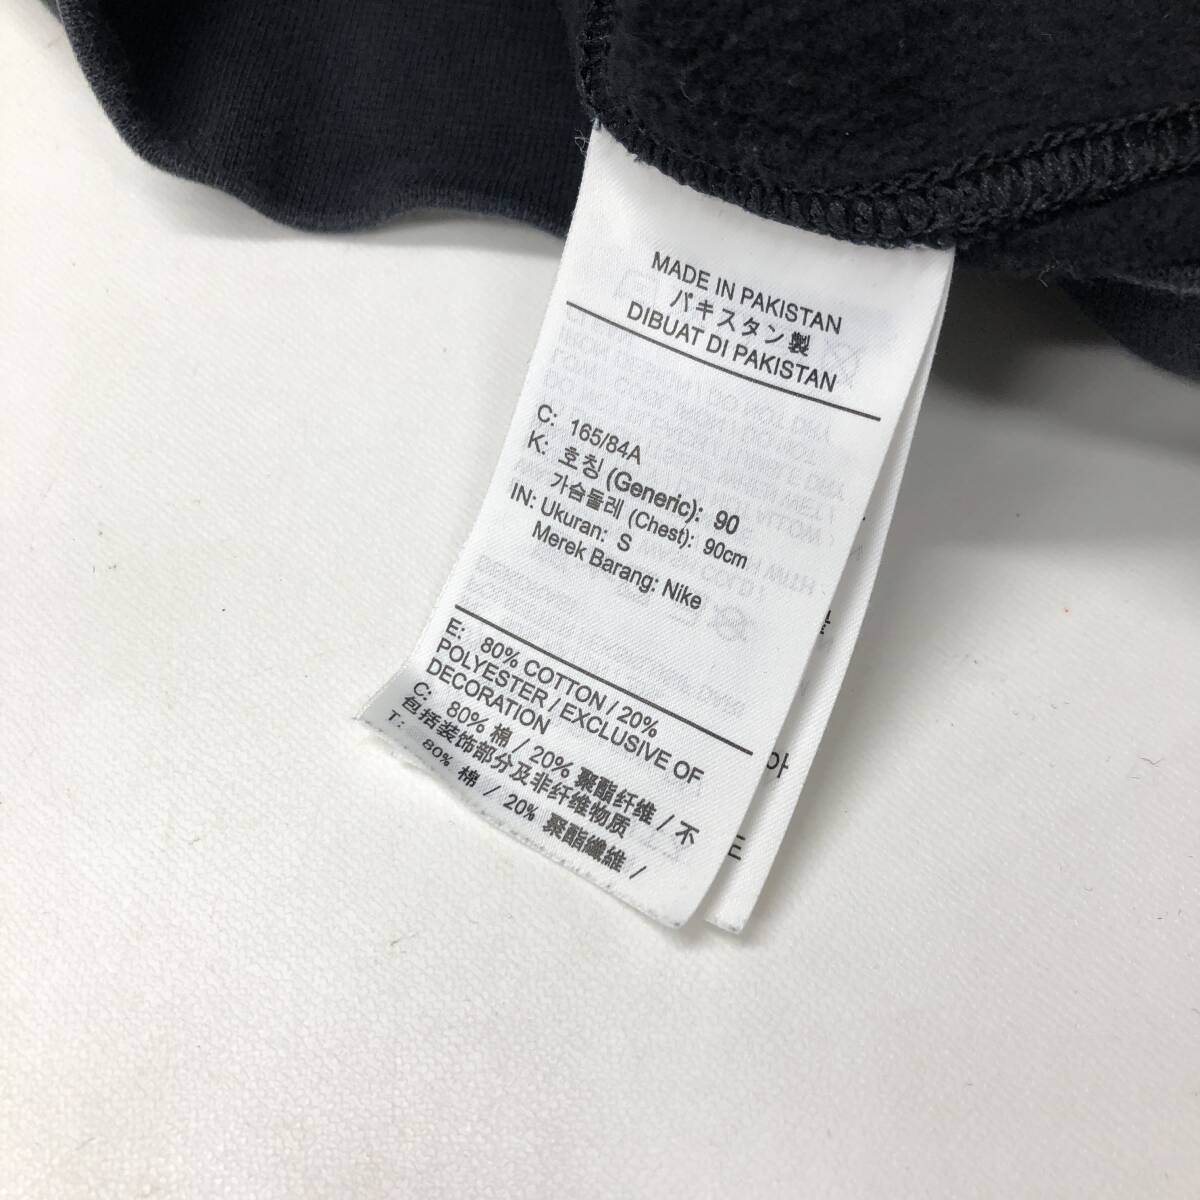 MADE IN PAKISTAN
パキスタン製
DIBUAT DI PAKISTAN
C: 165/84A
K: 호칭 (Generic): 90
가슴둘레 (Chest): 90cm
IN: Ukuran: S
Merek Barang: Nike
E: 80% COTTON / 20%
POLYESTER / EXCLUSIVE OF
DECORATION
C: 80% 棉 / 20% 聚酯纤维 / 不
包括装饰部分及非纤维物质
T: 80% 棉 / 20% 聚酯纖維 /